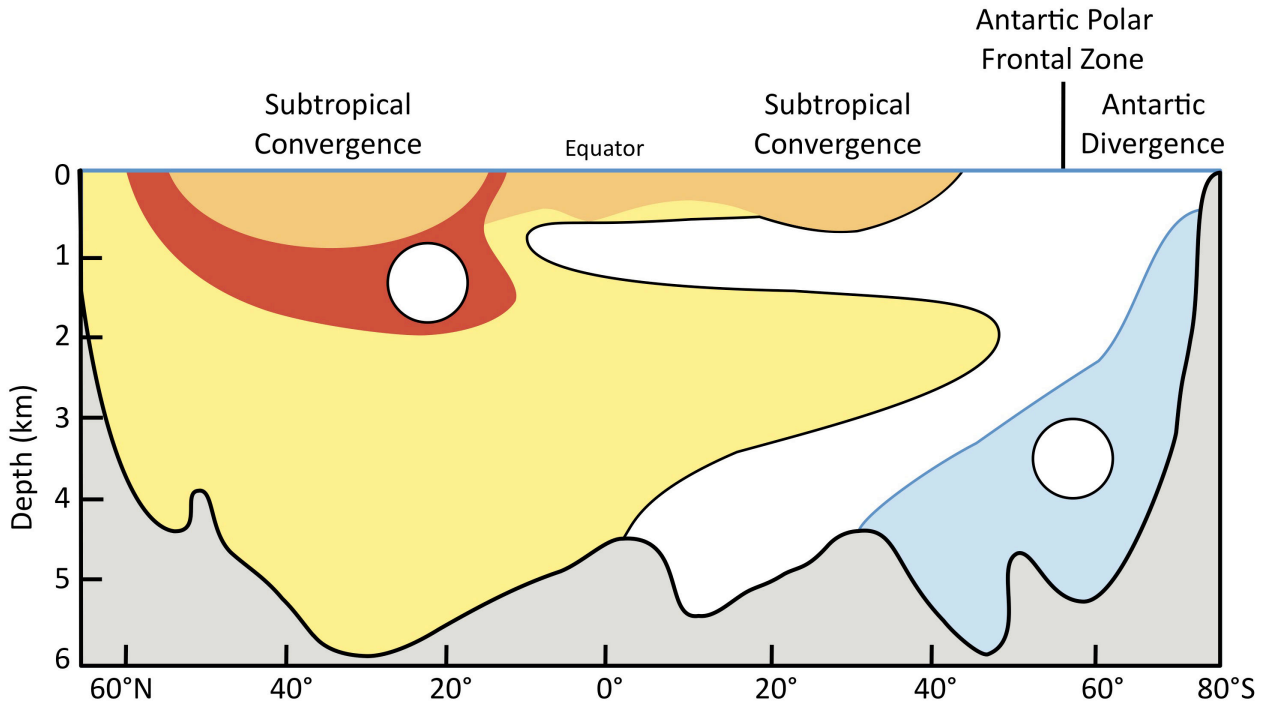 Antartic Polar
Frontal Zone
Subtropical
Convergence
Equator
Subtropical
Convergence
Antartic
Divergence
Depth (km)
0
1
2
3
4
5
6
60°N
40°
20°
0°
20°
40°
60°
80°S